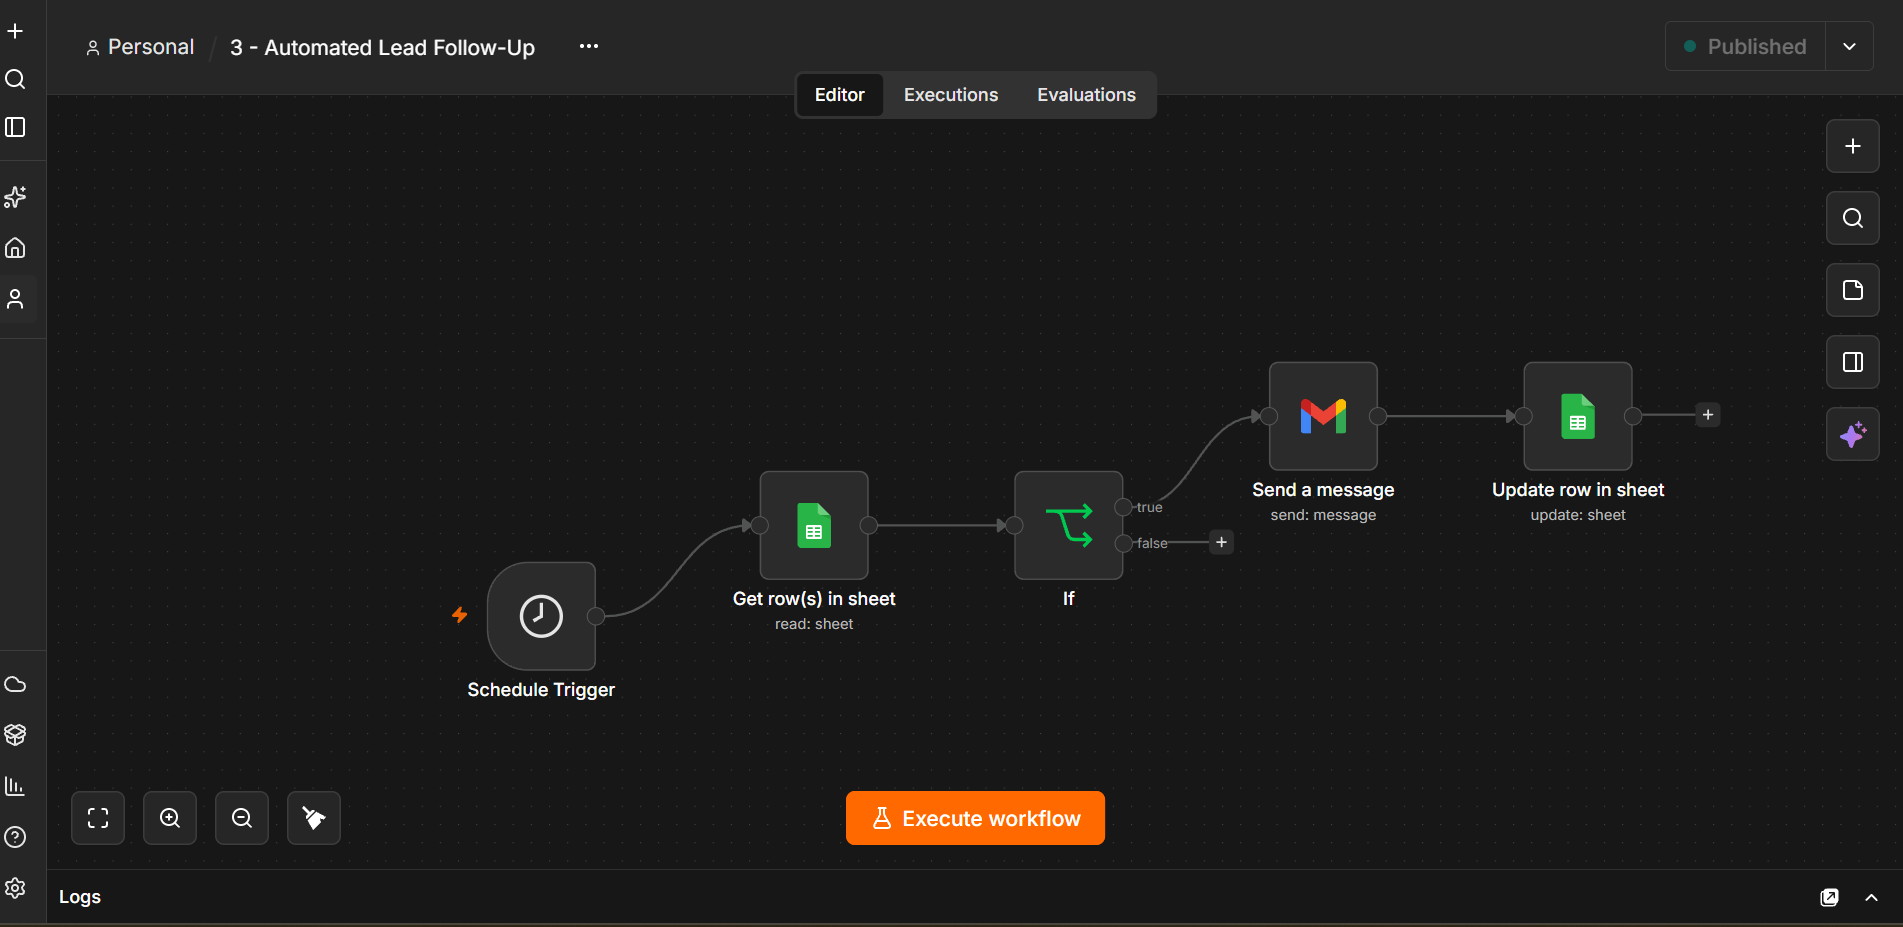 Personal / 3 - Automated Lead Follow-Up ...
Published
Editor Executions Evaluations
Send a message
send: message
Update row in sheet
update: sheet
true
false
Get row(s) in sheet
read: sheet
If
Schedule Trigger
Execute workflow
Logs